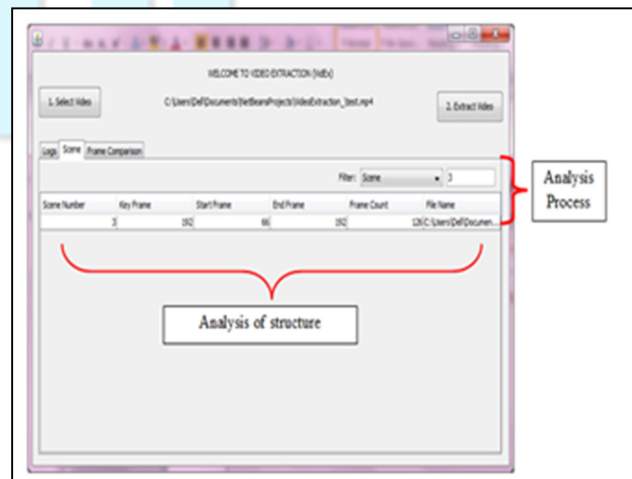 WELCOME TO VIDEO EXTRACTION (VidEx)
1. Select Video
C:\Users\Dell\Documents\NetBeansProjects\VideoExtraction_\test.mp4
2. Extract Video
Logs Scene Frame Comparison
Filter: Scene 3
Scene Number Key Frame Start Frame End Frame Frame Count File Name
3 192 66 192 126 C:\Users\Dell\Documen...
Analysis Process
Analysis of structure